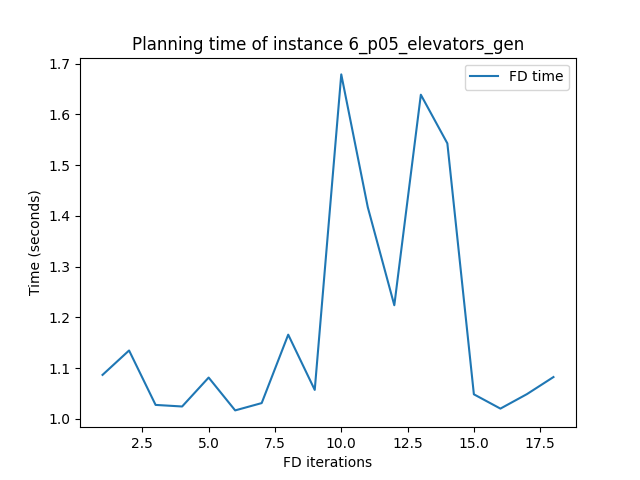 Planning time of instance 6_p05_elevators_gen
FD time
1.7
1.6
1.5
1.4
1.3
1.2
1.1
1.0
Time (seconds)
2.5 5.0 7.5 10.0 12.5 15.0 17.5
FD iterations